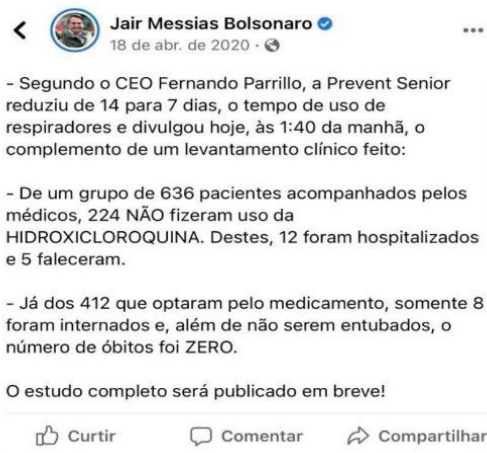 Jair Messias Bolsonaro
18 de abr. de 2020 ·
- Segundo o CEO Fernando Parrillo, a Prevent Senior
reduziu de 14 para 7 dias, o tempo de uso de
respiradores e divulgou hoje, às 1:40 da manhã, o
complemento de um levantamento clínico feito:
- De um grupo de 636 pacientes acompanhados pelos
médicos, 224 NÃO fizeram uso da
HIDROXICLOROQUINA. Destes, 12 foram hospitalizados
e 5 faleceram.
- Já dos 412 que optaram pelo medicamento, somente 8
foram internados e, além de não serem entubados, o
número de óbitos foi ZERO.
O estudo completo será publicado em breve!
Curtir Comentar Compartilhar